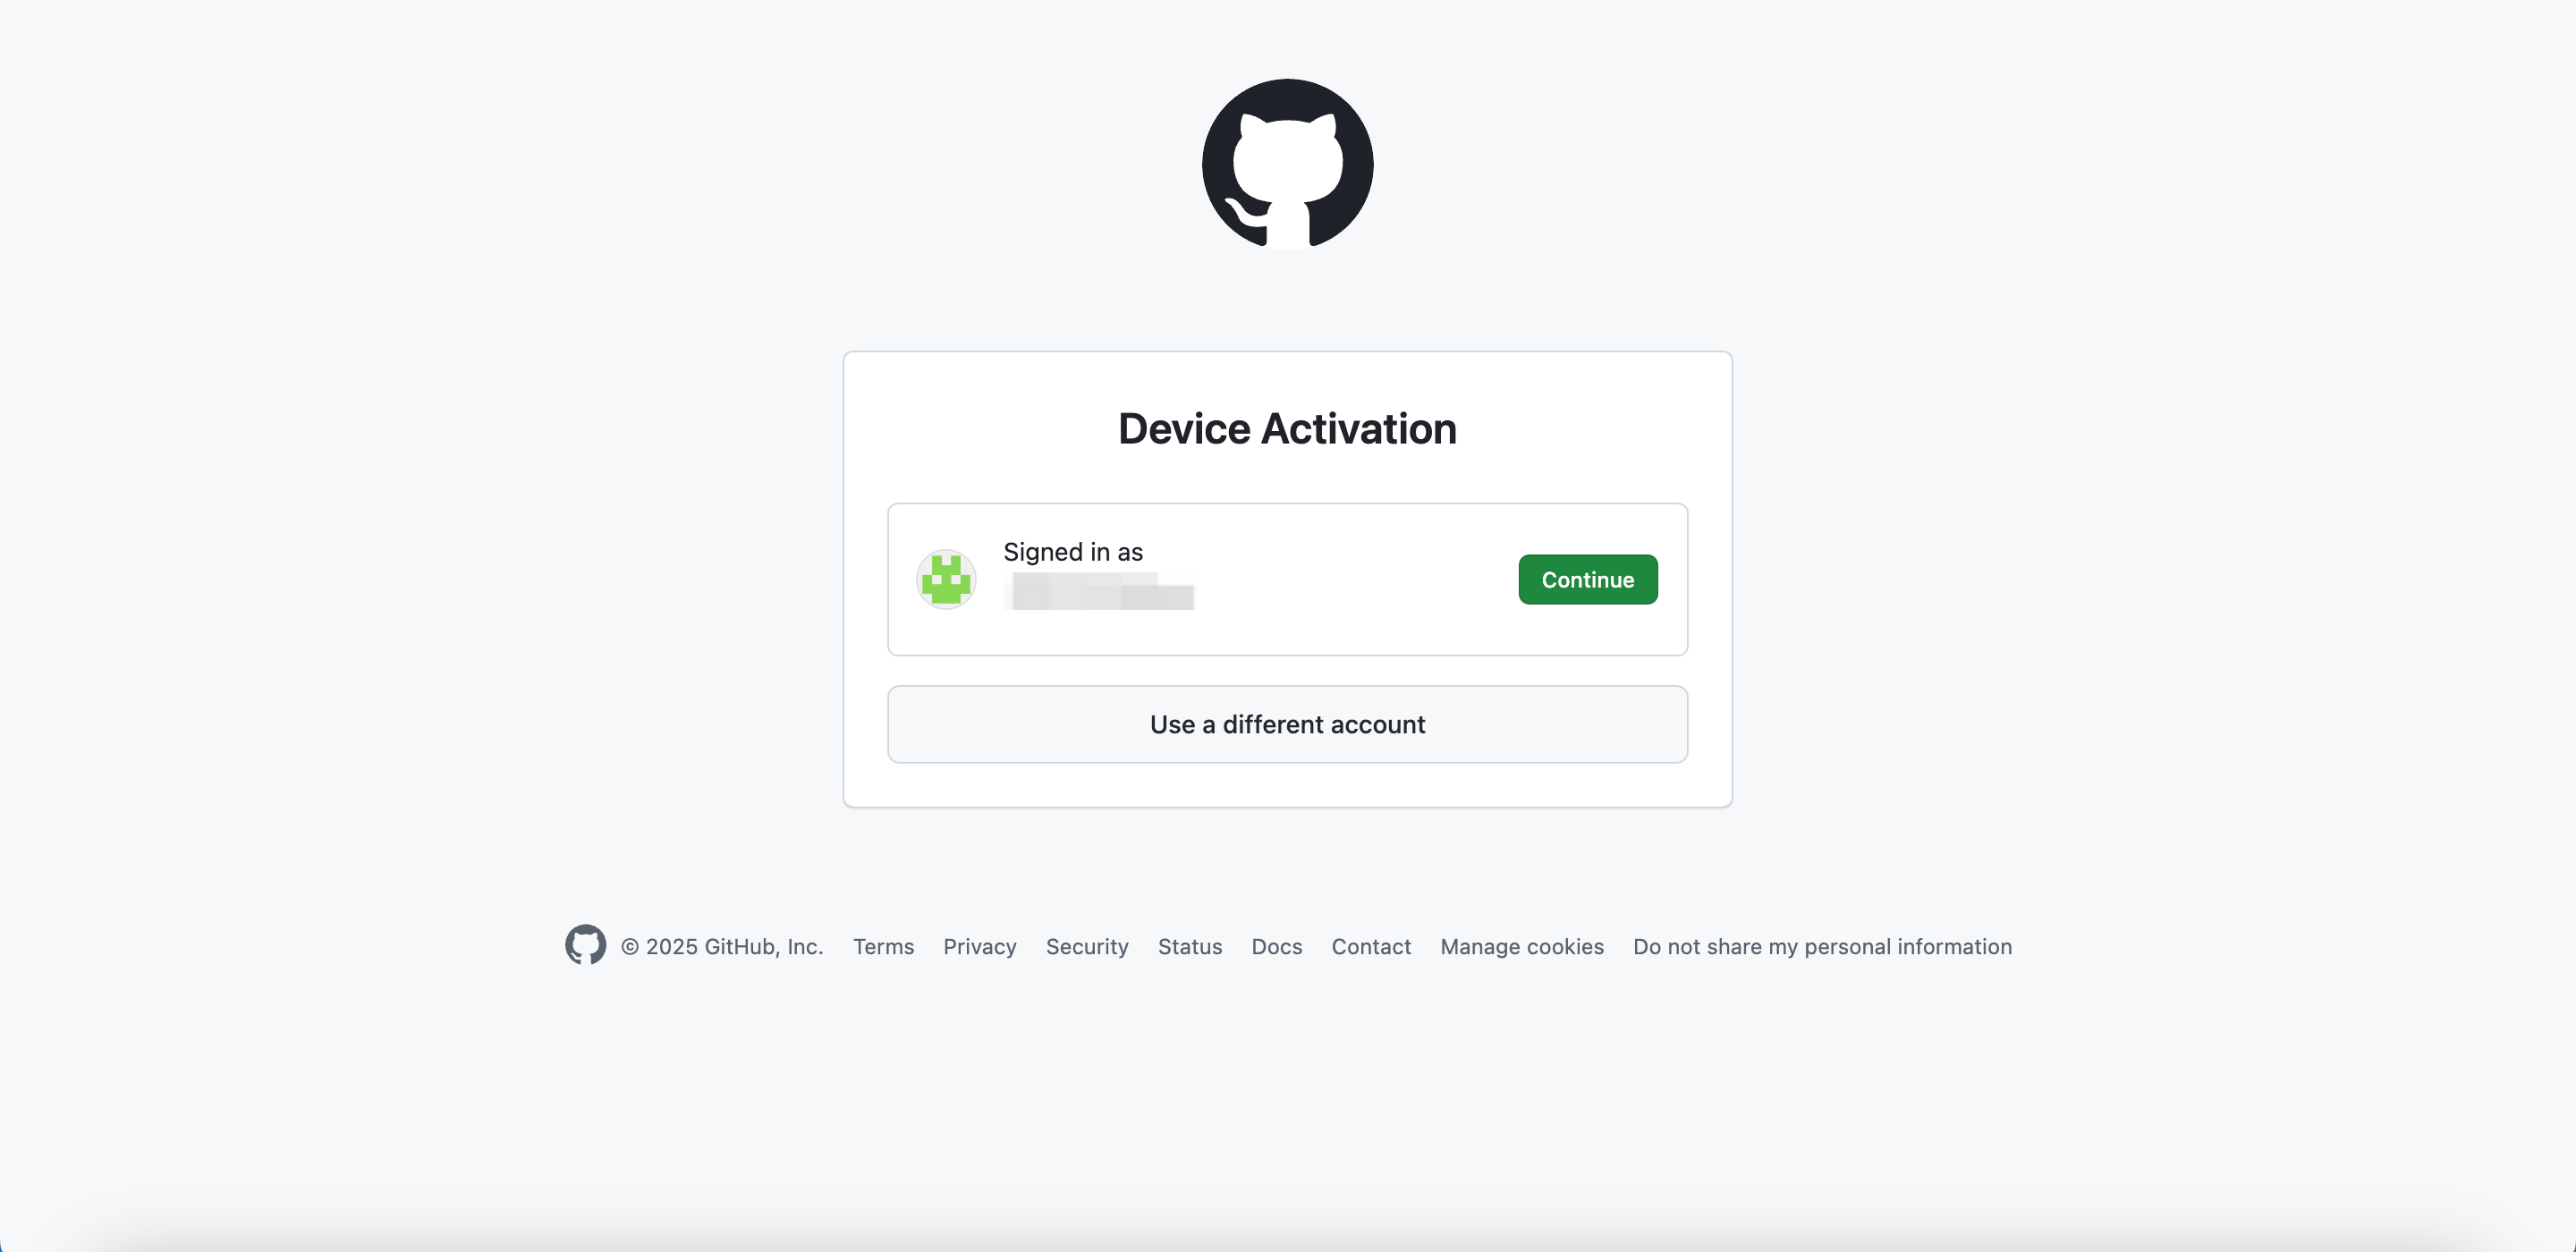 Device Activation
Signed in as
Continue
Use a different account
© 2025 GitHub, Inc. Terms Privacy Security Status Docs Contact Manage cookies Do not share my personal information